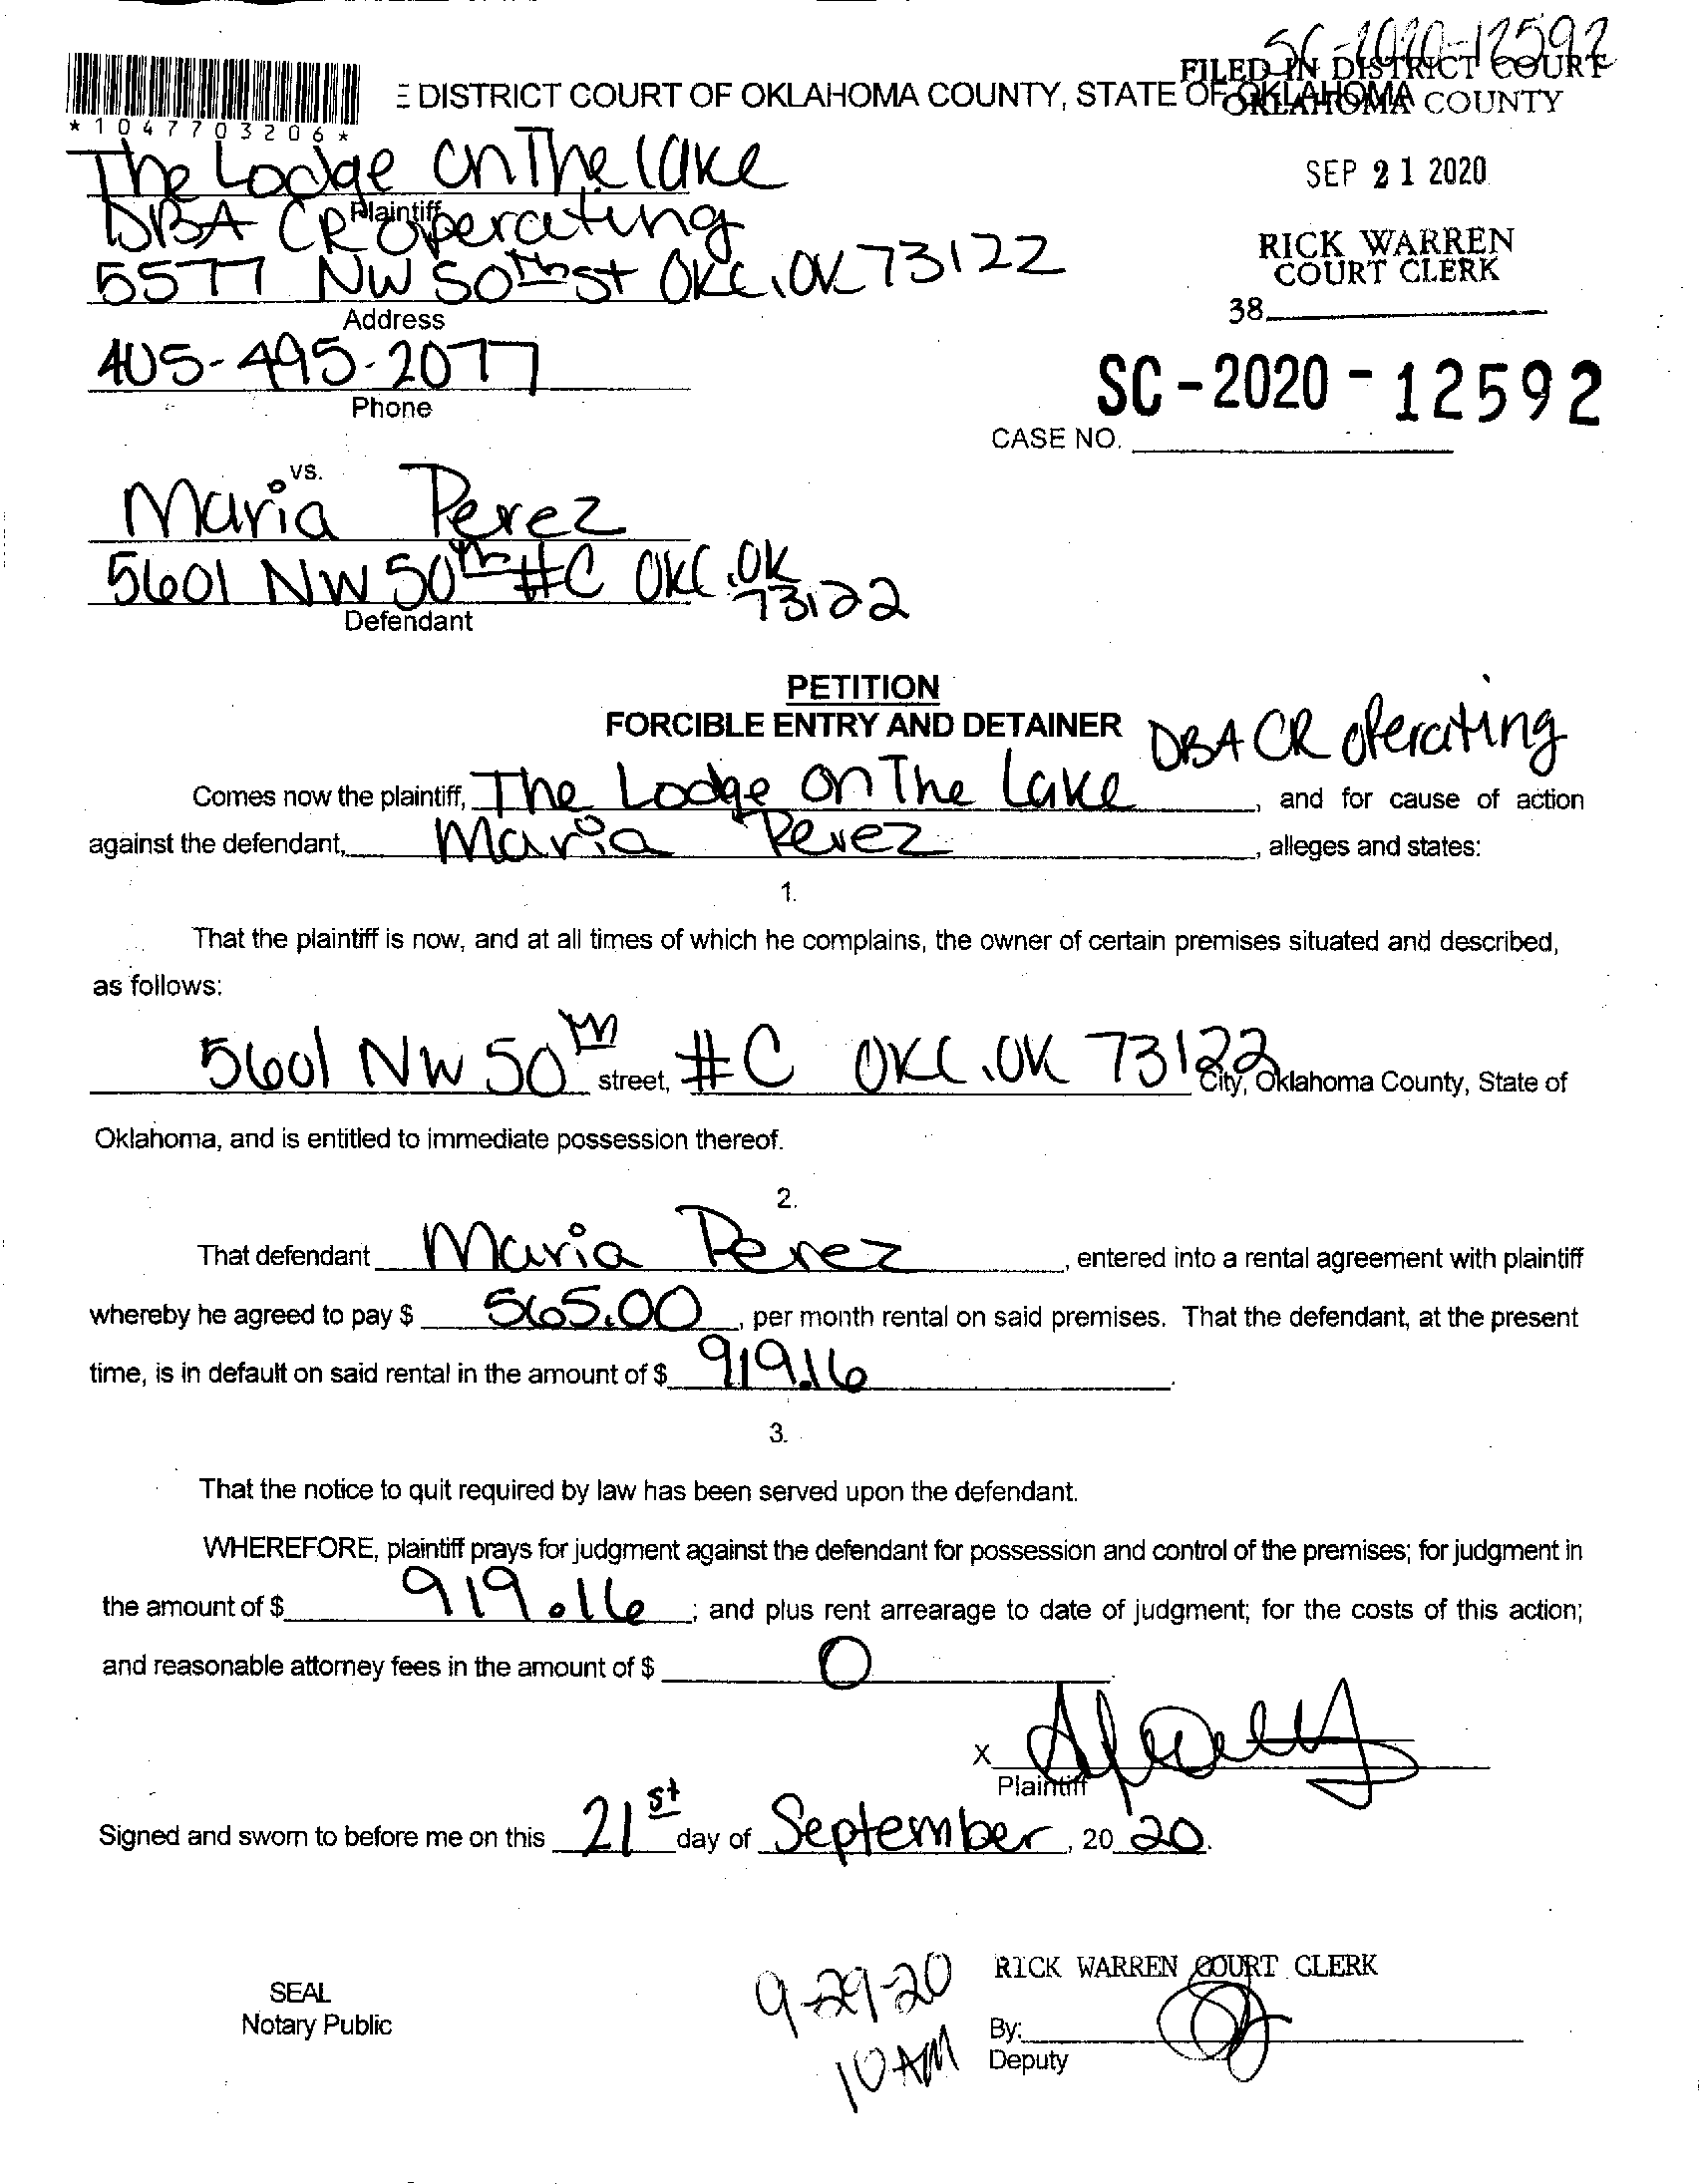 SC-2020-12592
FILED IN DISTRICT COURT
E DISTRICT COURT OF OKLAHOMA COUNTY, STATE OF
OKLAHOMA COUNTY
*1047703206*
The Lodge on The lake
SEP 21 2020
Plaintiff
DBA CR Operating
RICK WARREN
COURT CLERK
5577 NW 50th st OKC, OK 73122
Address
38
405-495-2077
Phone
SC-2020-12592
CASE NO.
vs.
Maria Perez
5601 NW 50th #C OKC, OK
73122
Defendant
PETITION
FORCIBLE ENTRY AND DETAINER
DBA CR Operating
Comes now the plaintiff, The Lodge on The Lake, and for cause of action
against the defendant, Maria Perez, alleges and states:
1.
That the plaintiff is now, and at all times of which he complains, the owner of certain premises situated and described,
as follows:
5601 NW 50th street, #C OKC, OK 73122 City, Oklahoma County, State of
Oklahoma, and is entitled to immediate possession thereof.
2.
That defendant Maria Perez, entered into a rental agreement with plaintiff
whereby he agreed to pay $ 565.00, per month rental on said premises. That the defendant, at the present
time, is in default on said rental in the amount of $ 919.16.
3.
That the notice to quit required by law has been served upon the defendant.
WHEREFORE, plaintiff prays for judgment against the defendant for possession and control of the premises; for judgment in
the amount of $ 919.16; and plus rent arrearage to date of judgment; for the costs of this action;
and reasonable attorney fees in the amount of $ 0.
X
Plaintiff
Signed and sworn to before me on this 21st day of September, 20 20.
9-29-20
10 AM
RICK WARREN COURT CLERK
SEAL
Notary Public
By:
Deputy